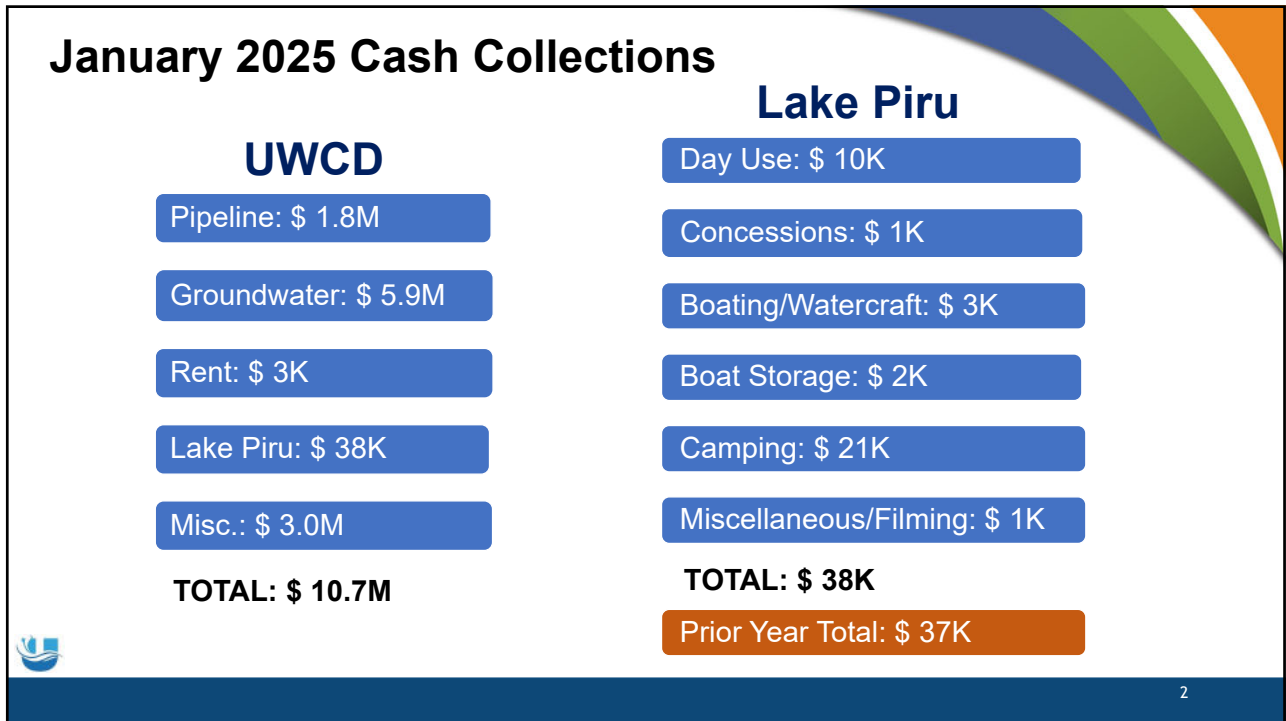 January 2025 Cash Collections
UWCD
Pipeline: $ 1.8M
Groundwater: $ 5.9M
Rent: $ 3K
Lake Piru: $ 38K
Misc.: $ 3.0M
TOTAL: $ 10.7M
Lake Piru
Day Use: $ 10K
Concessions: $ 1K
Boating/Watercraft: $ 3K
Boat Storage: $ 2K
Camping: $ 21K
Miscellaneous/Filming: $ 1K
TOTAL: $ 38K
Prior Year Total: $ 37K
2